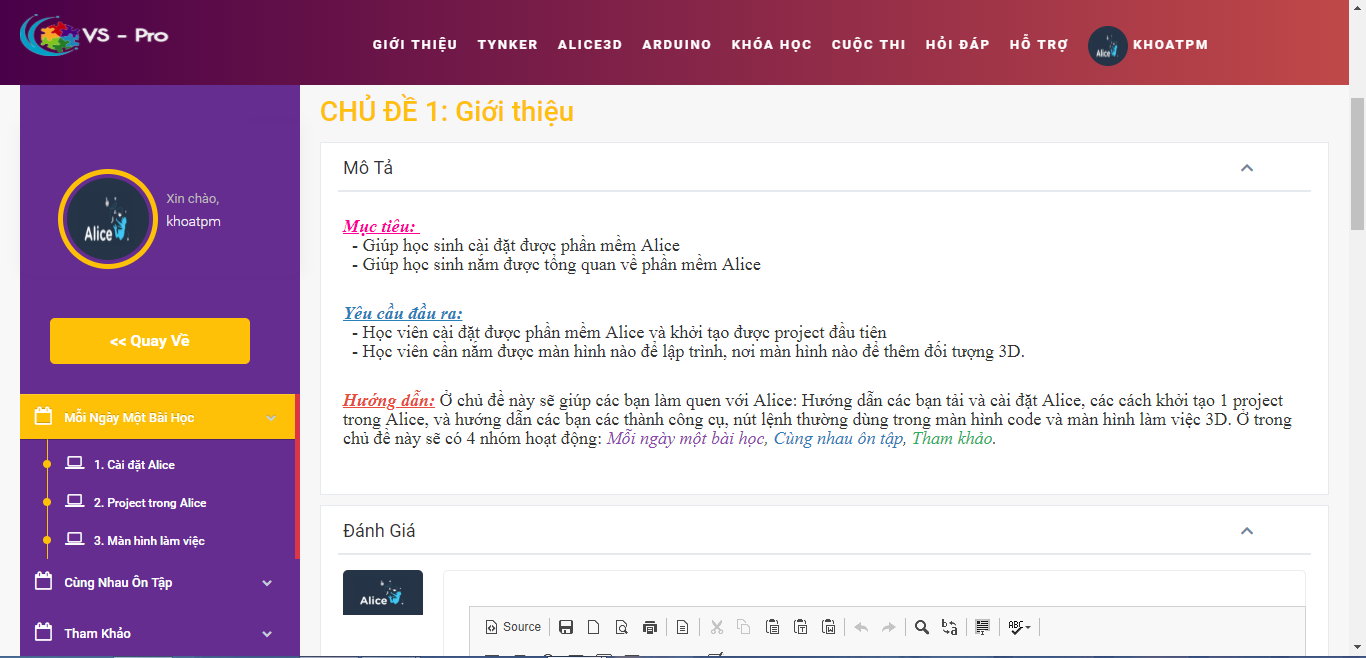 VS - Pro
GIỚI THIỆU TYNKER ALICE3D ARDUINO KHÓA HỌC CUỘC THI HỎI ĐÁP HỖ TRỢ Alice KHOATPM
Alice
Xin chào,
khoatpm
<< Quay Về
Mỗi Ngày Một Bài Học
1. Cài đặt Alice
2. Project trong Alice
3. Màn hình làm việc
Cùng Nhau Ôn Tập
Tham Khảo
CHỦ ĐỀ 1: Giới thiệu
Mô Tả
Mục tiêu:
- Giúp học sinh cài đặt được phần mềm Alice
- Giúp học sinh nắm được tổng quan về phần mềm Alice
Yêu cầu đầu ra:
- Học viên cài đặt được phần mềm Alice và khởi tạo được project đầu tiên
- Học viên cần nắm được màn hình nào để lập trình, nơi màn hình nào để thêm đối tượng 3D.
Hướng dẫn: Ở chủ đề này sẽ giúp các bạn làm quen với Alice: Hướng dẫn các bạn tải và cài đặt Alice, các cách khởi tạo 1 project
trong Alice, và hướng dẫn các bạn các thành công cụ, nút lệnh thường dùng trong màn hình code và màn hình làm việc 3D. Ở trong
chủ đề này sẽ có 4 nhóm hoạt động: Mỗi ngày một bài học, Cùng nhau ôn tập, Tham khảo.
Đánh Giá
Alice
Source